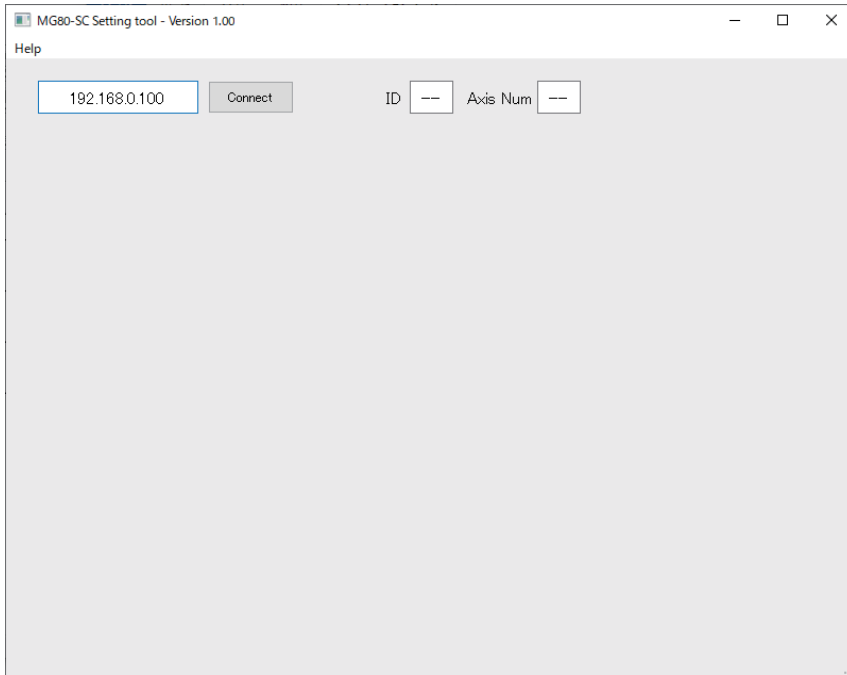 MG80-SC Setting tool - Version 1.00
Help
192.168.0.100 Connect ID -- Axis Num --